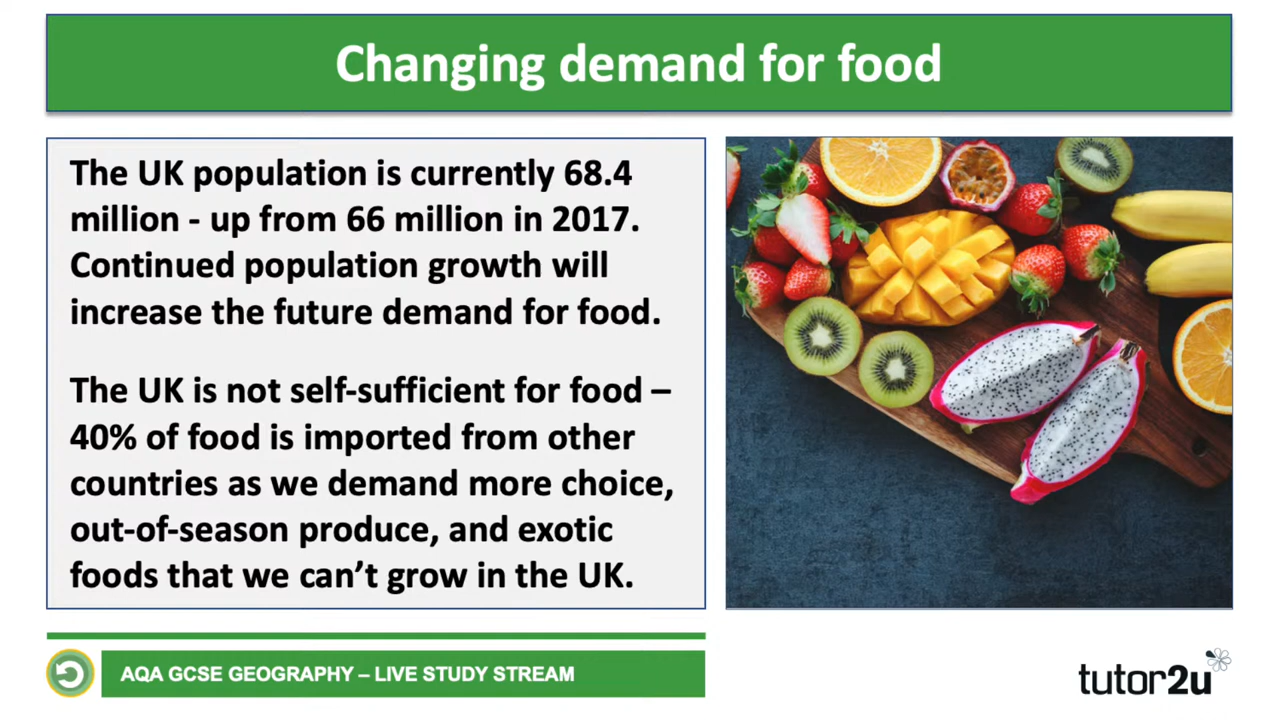 Changing demand for food
The UK population is currently 68.4
million - up from 66 million in 2017.
Continued population growth will
increase the future demand for food.
The UK is not self-sufficient for food –
40% of food is imported from other
countries as we demand more choice,
out-of-season produce, and exotic
foods that we can’t grow in the UK.
AQA GCSE GEOGRAPHY – LIVE STUDY STREAM
tutor2u